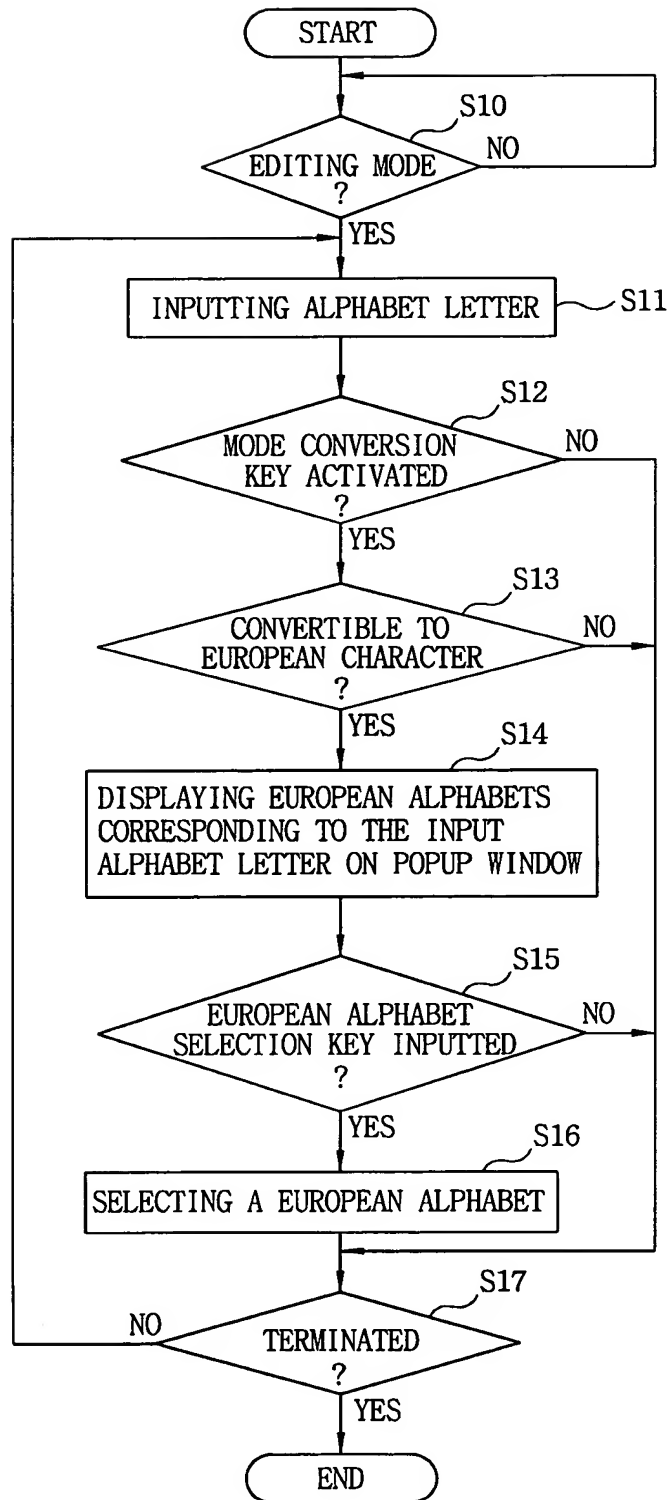 START
S10
EDITING MODE
?
NO
YES
INPUTTING ALPHABET LETTER
S11
S12
MODE CONVERSION
KEY ACTIVATED
?
NO
YES
S13
CONVERTIBLE TO
EUROPEAN CHARACTER
?
NO
YES
S14
DISPLAYING EUROPEAN ALPHABETS
CORRESPONDING TO THE INPUT
ALPHABET LETTER ON POPUP WINDOW
S15
EUROPEAN ALPHABET
SELECTION KEY INPUTTED
?
NO
YES
S16
SELECTING A EUROPEAN ALPHABET
S17
NO
TERMINATED
?
YES
END